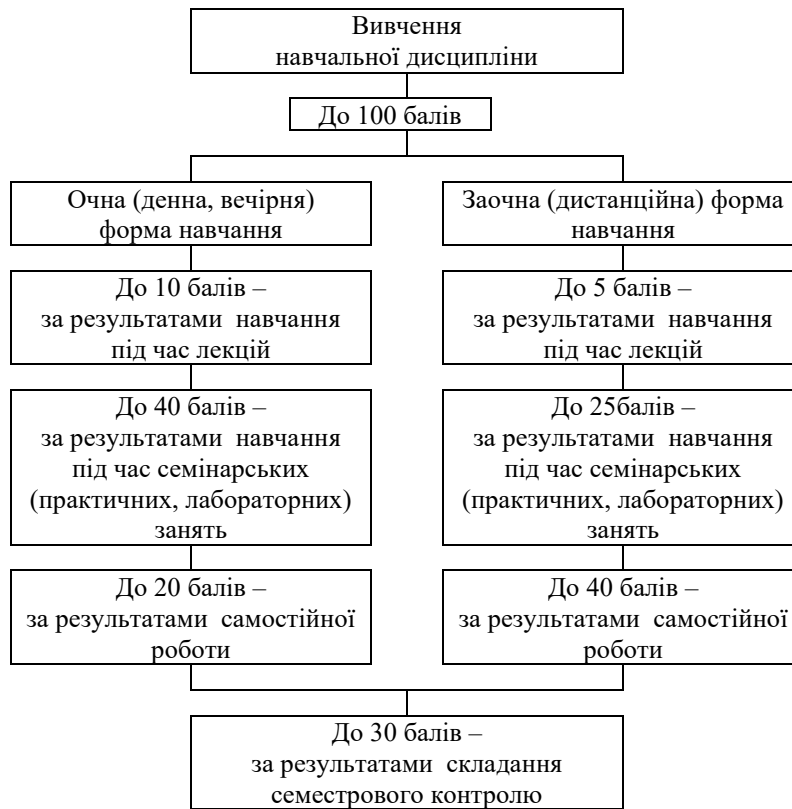 Вивчення
навчальної дисципліни
До 100 балів
Очна (денна, вечірня)
форма навчання
Заочна (дистанційна) форма
навчання
До 10 балів –
за результатами навчання
під час лекцій
До 5 балів –
за результатами навчання
під час лекцій
До 40 балів –
за результатами навчання
під час семінарських
(практичних, лабораторних)
занять
До 25балів –
за результатами навчання
під час семінарських
(практичних, лабораторних)
занять
До 20 балів –
за результатами самостійної
роботи
До 40 балів –
за результатами самостійної
роботи
До 30 балів –
за результатами складання
семестрового контролю